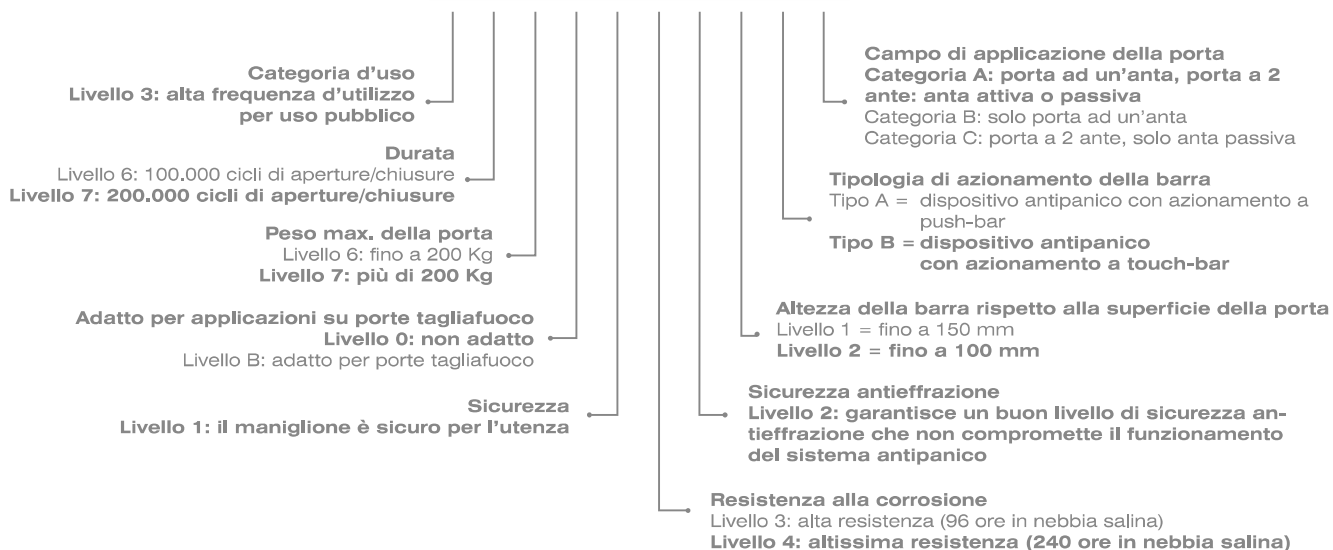 Categoria d'uso
Livello 3: alta frequenza d'utilizzo
per uso pubblico
Durata
Livello 6: 100.000 cicli di aperture/chiusure
Livello 7: 200.000 cicli di aperture/chiusure
Peso max. della porta
Livello 6: fino a 200 Kg
Livello 7: più di 200 Kg
Adatto per applicazioni su porte tagliafuoco
Livello 0: non adatto
Livello B: adatto per porte tagliafuoco
Sicurezza
Livello 1: il maniglione è sicuro per l'utenza
Campo di applicazione della porta
Categoria A: porta ad un'anta, porta a 2
ante: anta attiva o passiva
Categoria B: solo porta ad un'anta
Categoria C: porta a 2 ante, solo anta passiva
Tipologia di azionamento della barra
Tipo A = dispositivo antipanico con azionamento a
push-bar
Tipo B = dispositivo antipanico
con azionamento a touch-bar
Altezza della barra rispetto alla superficie della porta
Livello 1 = fino a 150 mm
Livello 2 = fino a 100 mm
Sicurezza antieffrazione
Livello 2: garantisce un buon livello di sicurezza an-
tieffrazione che non compromette il funzionamento
del sistema antipanico
Resistenza alla corrosione
Livello 3: alta resistenza (96 ore in nebbia salina)
Livello 4: altissima resistenza (240 ore in nebbia salina)